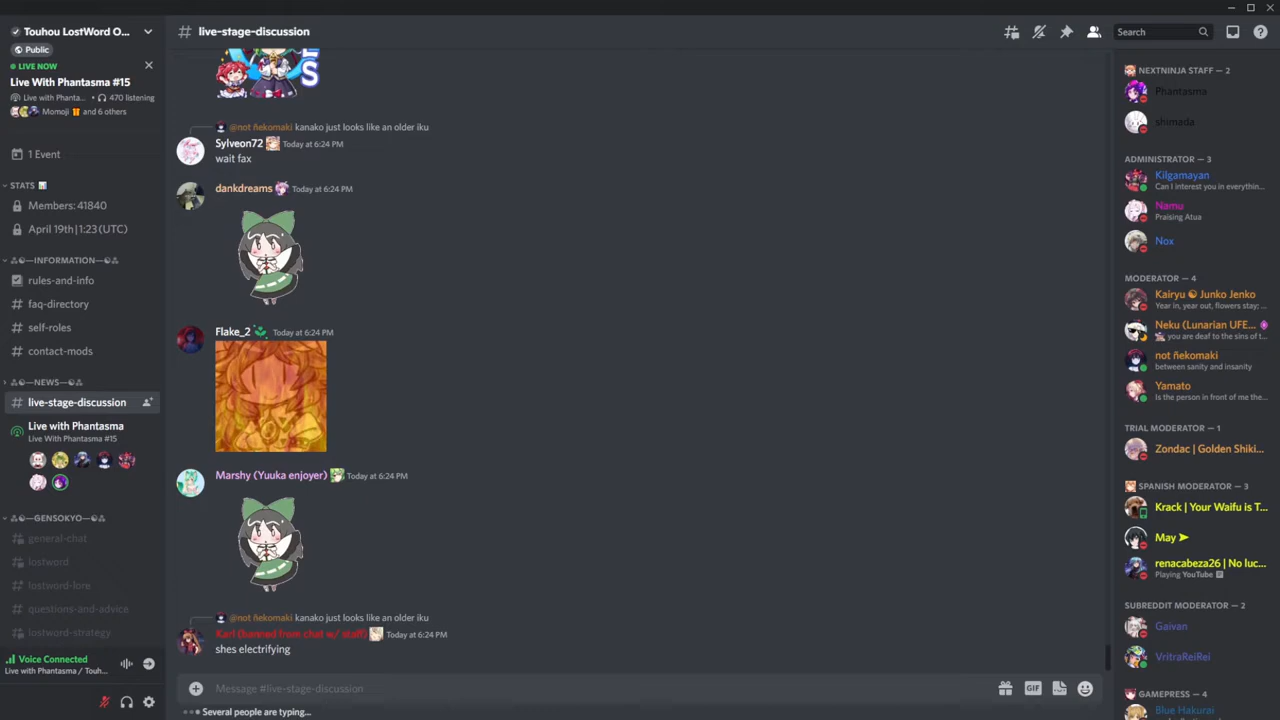 Touhou LostWord O...
Public
LIVE NOW
Live With Phantasma #15
Live with Phanta... • 470 listening
Momoji and 6 others
1 Event
STATS
Members: 41840
April 19th | 1:23 (UTC)
—INFORMATION—
rules-and-info
faq-directory
self-roles
contact-mods
—NEWS—
live-stage-discussion
Live with Phantasma
Live With Phantasma #15
—GENSOKYO—
general-chat
lostword
lostword-lore
questions-and-advice
lostword-strategy
Voice Connected
Live with Phantasma / Touh...
live-stage-discussion
S
@not ñekomaki kanako just looks like an older iku
Sylveon72 Today at 6:24 PM
wait fax
dankdreams Today at 6:24 PM
Flake_2 Today at 6:24 PM
Marshy (Yuuka enjoyer) Today at 6:24 PM
@not ñekomaki kanako just looks like an older iku
Karl (banned from chat w/ staff) Today at 6:24 PM
shes electrifying
Message #live-stage-discussion
GIF
Several people are typing...
Search
NEXTNINJA STAFF — 2
Phantasma
shimada
ADMINISTRATOR — 3
Kilgamayan
Can I interest you in everythin...
Namu
Praising Atua
Nox
MODERATOR — 4
Kairyu ☯ Junko Jenko
Year in, year out, flowers stay; ...
Neku (Lunarian UFE...
you are deaf to the sins of t...
not ñekomaki
between sanity and insanity
Yamato
Is the person in front of me the...
TRIAL MODERATOR — 1
Zondac | Golden Shiki...
SPANISH MODERATOR — 3
Krack | Your Waifu is T...
May ➤
renacabeza26 | No luc...
Playing YouTube
SUBREDDIT MODERATOR — 2
Gaivan
VritraReiRei
GAMEPRESS — 4
Blue Hakurai